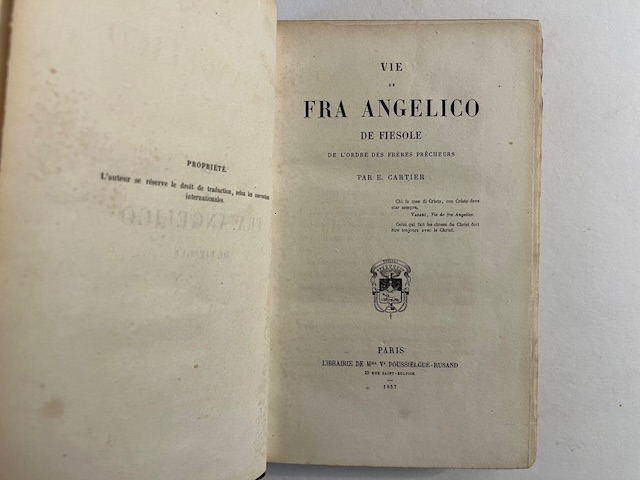 PROPRIÉTÉ.
L'auteur se réserve le droit de traduction, selon les conventions
internationales.
VIE
DE
FRA ANGELICO
DE FIESOLE
DE L'ORDRE DES FRÈRES PRÊCHEURS
PAR E. CARTIER
Chi fa cose di Cristo, con Cristo deve
star sempre.
VASARI, Vie de fra Angelico.
Celui qui fait les choses du Christ doit
être toujours avec le Christ.
PARIS
LIBRAIRIE DE Mme Ve POUSSIELGUE-RUSAND
23 RUE SAINT-SULPICE
1857